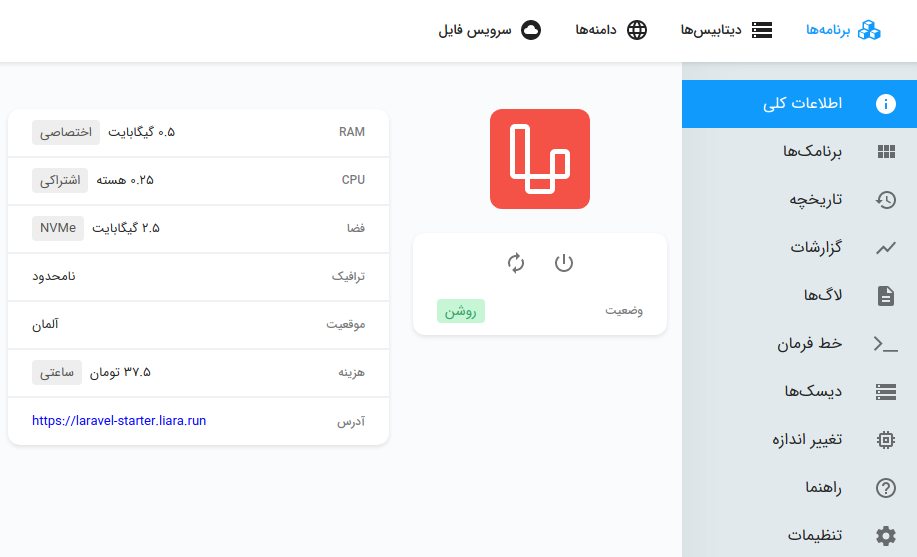 برنامه‌ها
دیتابیس‌ها
دامنه‌ها
سرویس فایل
اطلاعات کلی
برنامک‌ها
تاریخچه
گزارشات
لاگ‌ها
خط فرمان
دیسک‌ها
تغییر اندازه
راهنما
تنظیمات
وضعیت روشن
RAM ۰.۵ گیگابایت اختصاصی
CPU ۰.۲۵ هسته اشتراکی
فضا ۲.۵ گیگابایت NVMe
ترافیک نامحدود
موقعیت آلمان
هزینه ۳۷.۵ تومان ساعتی
آدرس https://laravel-starter.liara.run